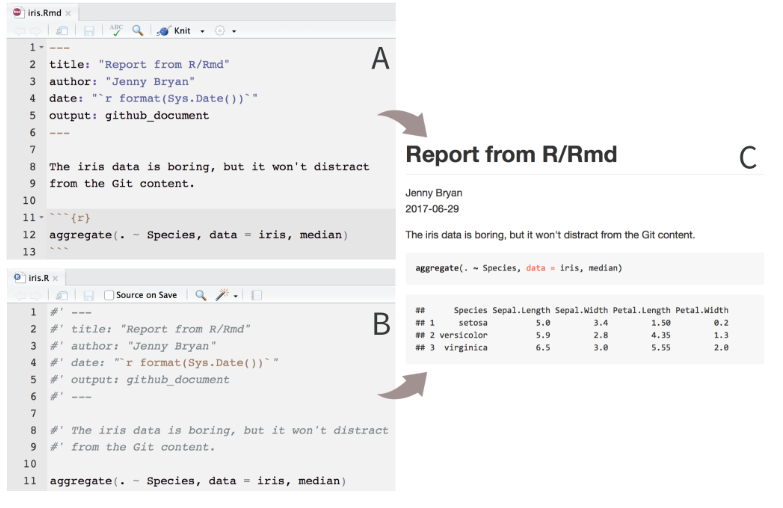 iris.Rmd
ABC
Knit
A
1 ---
2 title: "Report from R/Rmd"
3 author: "Jenny Bryan"
4 date: "`r format(Sys.Date())`"
5 output: github_document
6 ---
7
8 The iris data is boring, but it won't distract
9 from the Git content.
10
11 ```{r}
12 aggregate(. ~ Species, data = iris, median)
13 ```
iris.R
Source on Save
B
1 #' ---
2 #' title: "Report from R/Rmd"
3 #' author: "Jenny Bryan"
4 #' date: "`r format(Sys.Date())`"
5 #' output: github_document
6 #' ---
7
8 #' The iris data is boring, but it won't distract
9 #' from the Git content.
10
11 aggregate(. ~ Species, data = iris, median)
Report from R/Rmd
C
Jenny Bryan
2017-06-29
The iris data is boring, but it won't distract from the Git content.
aggregate(. ~ Species, data = iris, median)
## Species Sepal.Length Sepal.Width Petal.Length Petal.Width
## 1 setosa 5.0 3.4 1.50 0.2
## 2 versicolor 5.9 2.8 4.35 1.3
## 3 virginica 6.5 3.0 5.55 2.0